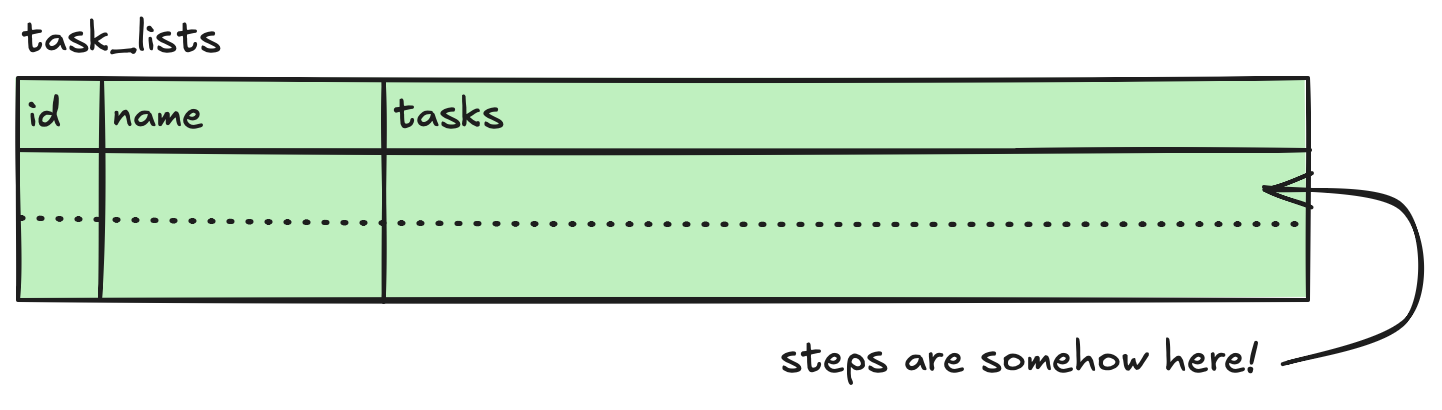 task_lists
id name tasks
steps are somehow here!